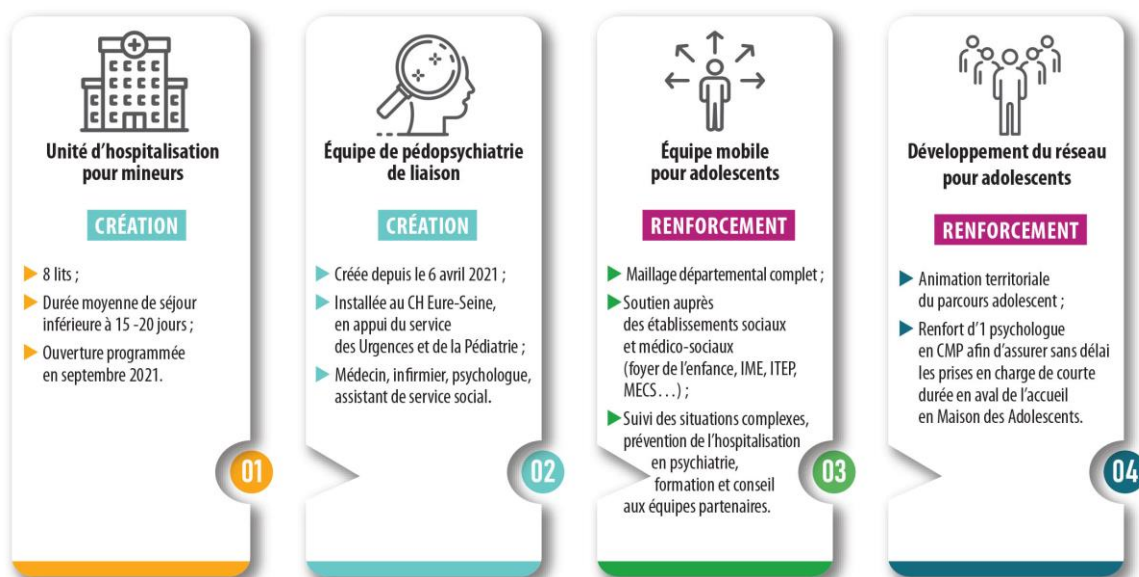 Unité d’hospitalisation
pour mineurs
CRÉATION
8 lits ;
Durée moyenne de séjour
inférieure à 15 -20 jours ;
Ouverture programmée
en septembre 2021.
01
Équipe de pédopsychiatrie
de liaison
CRÉATION
Créée depuis le 6 avril 2021 ;
Installée au CH Eure-Seine,
en appui du service
des Urgences et de la Pédiatrie ;
Médecin, infirmier, psychologue,
assistant de service social.
02
Équipe mobile
pour adolescents
RENFORCEMENT
Maillage départemental complet ;
Soutien auprès
des établissements sociaux
et médico-sociaux
(foyer de l’enfance, IME, ITEP,
MECS…) ;
Suivi des situations complexes,
prévention de l’hospitalisation
en psychiatrie,
formation et conseil
aux équipes partenaires.
03
Développement du réseau
pour adolescents
RENFORCEMENT
Animation territoriale
du parcours adolescent ;
Renfort d’1 psychologue
en CMP afin d’assurer sans délai
les prises en charge de courte
durée en aval de l’accueil
en Maison des Adolescents.
04